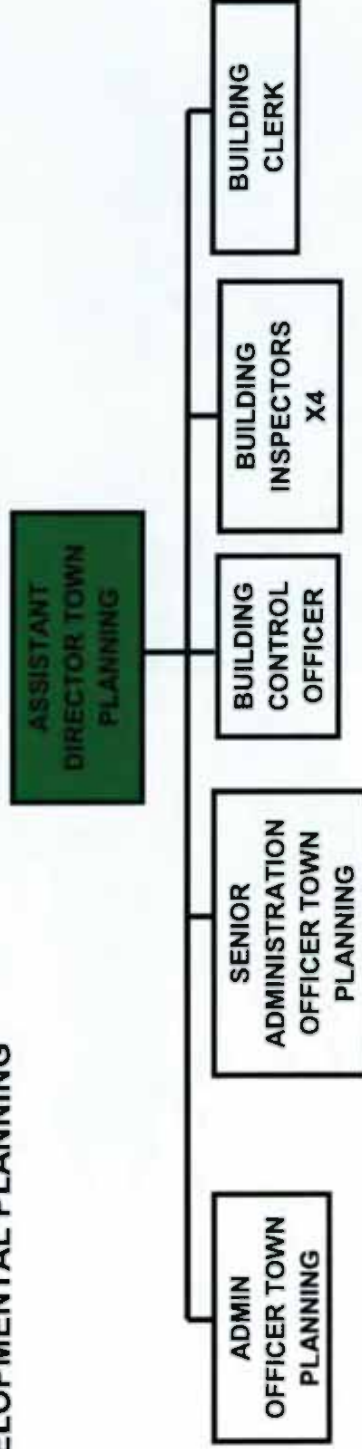 ELOPMENTAL PLANNING
ASSISTANT
DIRECTOR TOWN
PLANNING
ADMIN
OFFICER TOWN
PLANNING
SENIOR
ADMINISTRATION
OFFICER TOWN
PLANNING
BUILDING
CONTROL
OFFICER
BUILDING
INSPECTORS
X4
BUILDING
CLERK